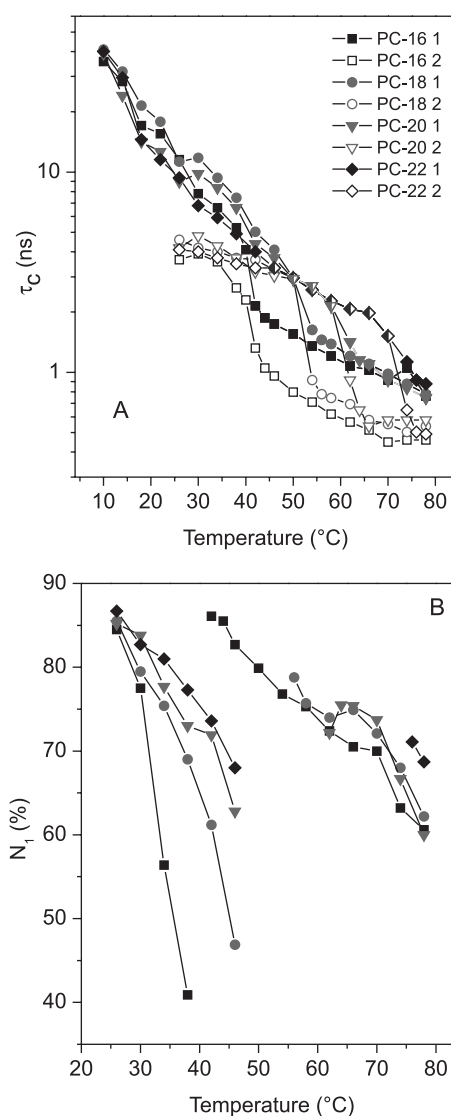 PC-16 1
PC-16 2
PC-18 1
PC-18 2
PC-20 1
PC-20 2
PC-22 1
PC-22 2
10
1
τC (ns)
A
10 20 30 40 50 60 70 80
Temperature (°C)
B
90
80
70
60
50
40
N1 (%)
20 30 40 50 60 70 80
Temperature (°C)